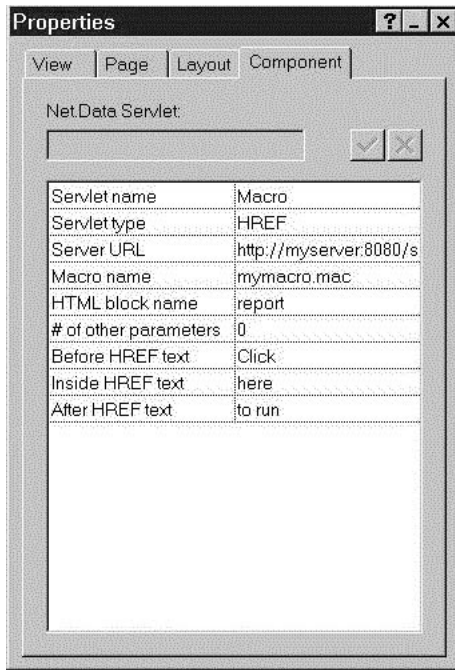 Properties
View Page Layout Component
Net.Data Servlet:
Servlet name Macro
Servlet type HREF
Server URL http://myserver:8080/s
Macro name mymacro.mac
HTML block name report
# of other parameters 0
Before HREF text Click
Inside HREF text here
After HREF text to run